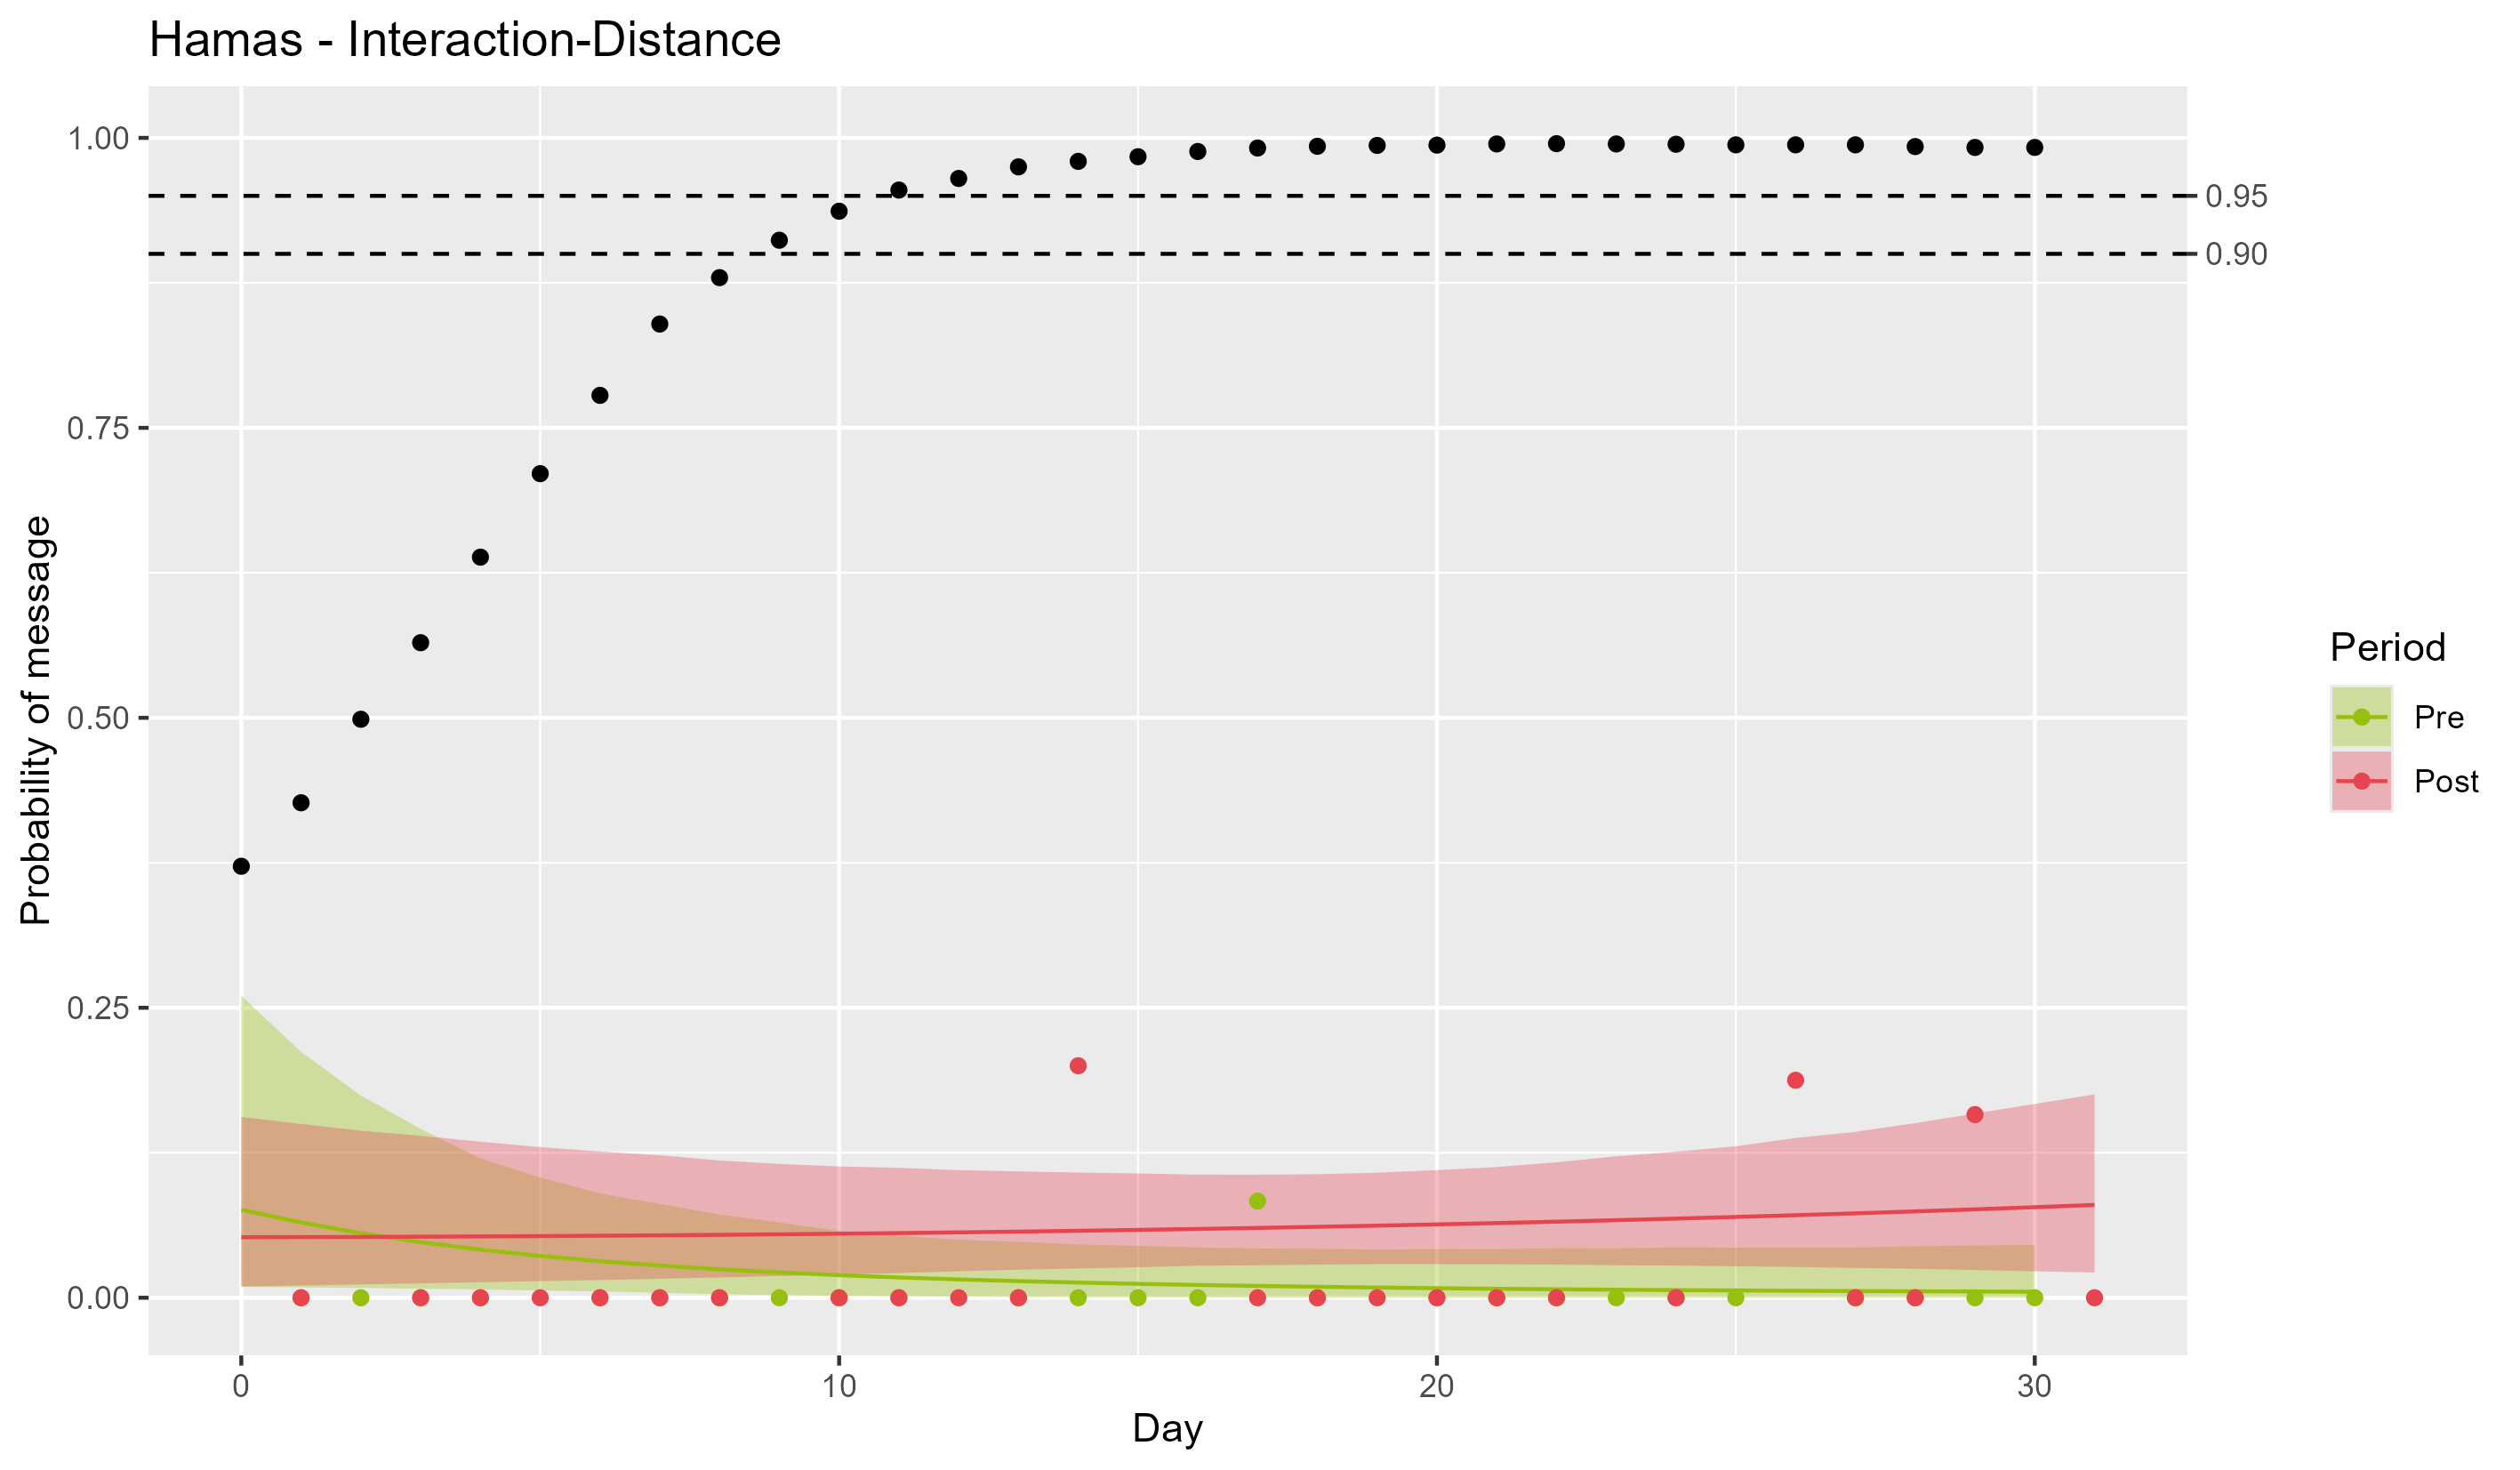 Hamas - Interaction-Distance
Probability of message
1.00
0.75
0.50
0.25
0.00
0.95
0.90
0
10
20
30
Day
Period
Pre
Post